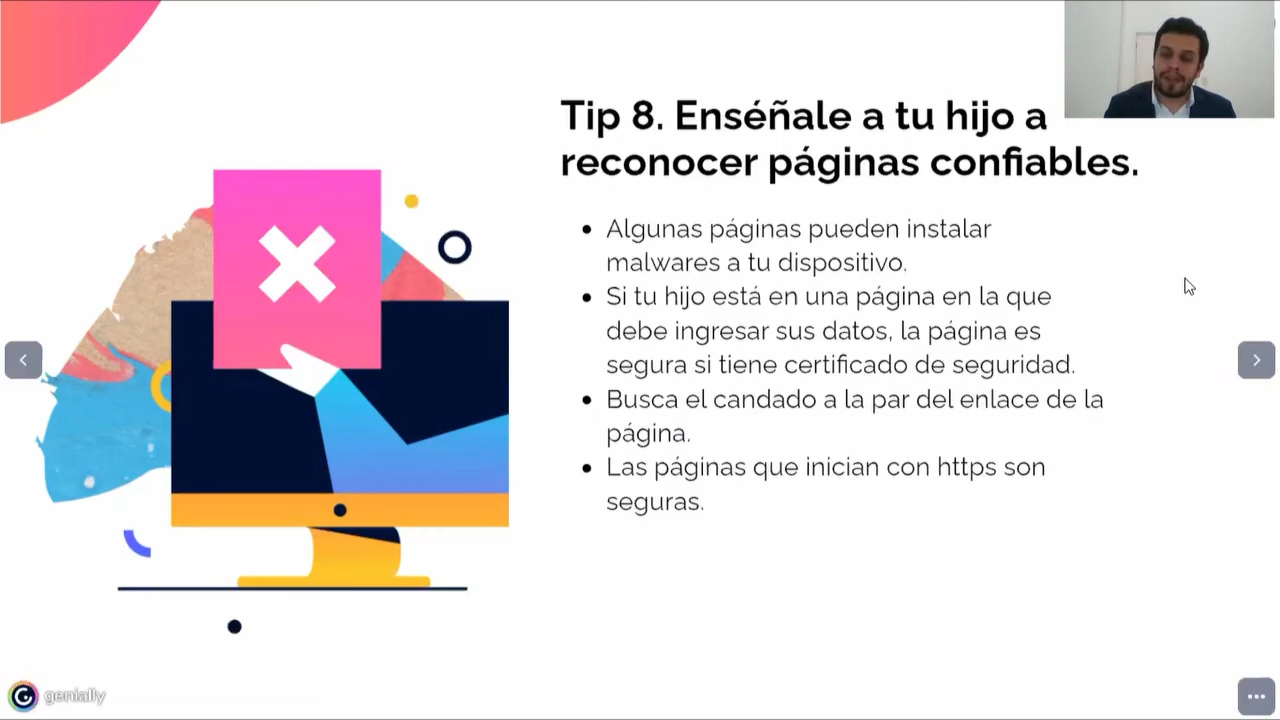 Tip 8. Enséñale a tu hijo a
reconocer páginas confiables.
Algunas páginas pueden instalar
malwares a tu dispositivo.
Si tu hijo está en una página en la que
debe ingresar sus datos, la página es
segura si tiene certificado de seguridad.
Busca el candado a la par del enlace de la
página.
Las páginas que inician con https son
seguras.
genially